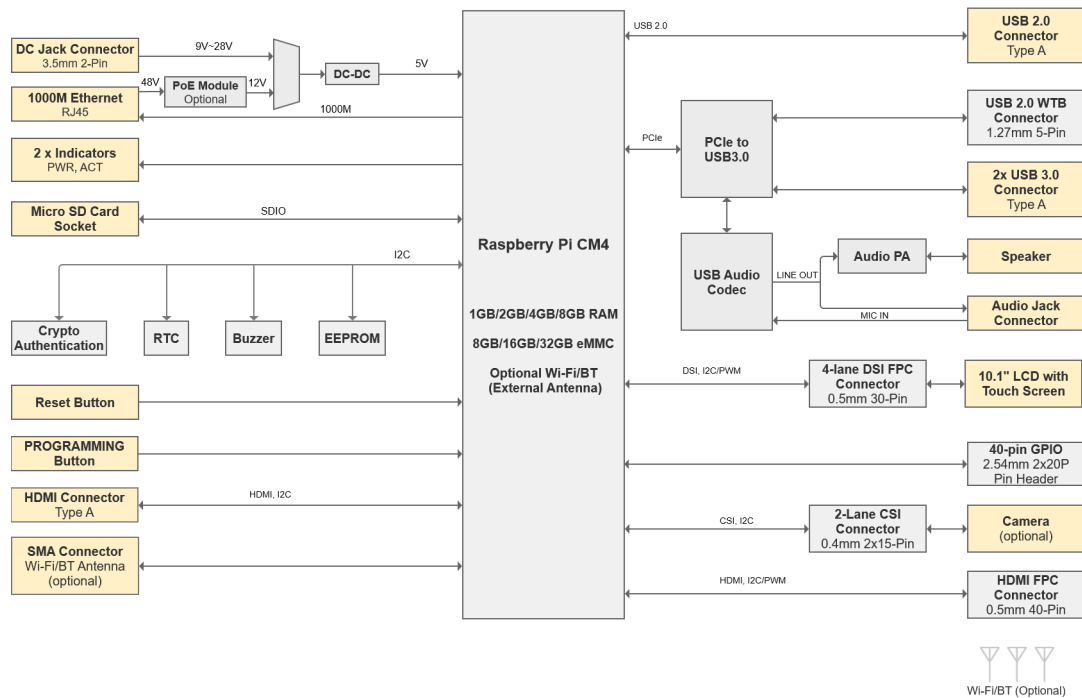 DC Jack Connector
3.5mm 2-Pin
9V~28V
48V
PoE Module
Optional
12V
DC-DC
5V
1000M Ethernet
RJ45
1000M
2 x Indicators
PWR, ACT
Micro SD Card
Socket
SDIO
I2C
Crypto
Authentication
RTC
Buzzer
EEPROM
Reset Button
PROGRAMMING
Button
HDMI Connector
Type A
HDMI, I2C
SMA Connector
Wi-Fi/BT Antenna
(optional)
Raspberry Pi CM4
1GB/2GB/4GB/8GB RAM
8GB/16GB/32GB eMMC
Optional Wi-Fi/BT
(External Antenna)
USB 2.0
USB 2.0
Connector
Type A
PCIe
PCIe to
USB3.0
USB 2.0 WTB
Connector
1.27mm 5-Pin
2x USB 3.0
Connector
Type A
USB Audio
Codec
LINE OUT
Audio PA
Speaker
MIC IN
Audio Jack
Connector
DSI, I2C/PWM
4-lane DSI FPC
Connector
0.5mm 30-Pin
10.1" LCD with
Touch Screen
40-pin GPIO
2.54mm 2x20P
Pin Header
CSI, I2C
2-Lane CSI
Connector
0.4mm 2x15-Pin
Camera
(optional)
HDMI, I2C/PWM
HDMI FPC
Connector
0.5mm 40-Pin
Wi-Fi/BT (Optional)